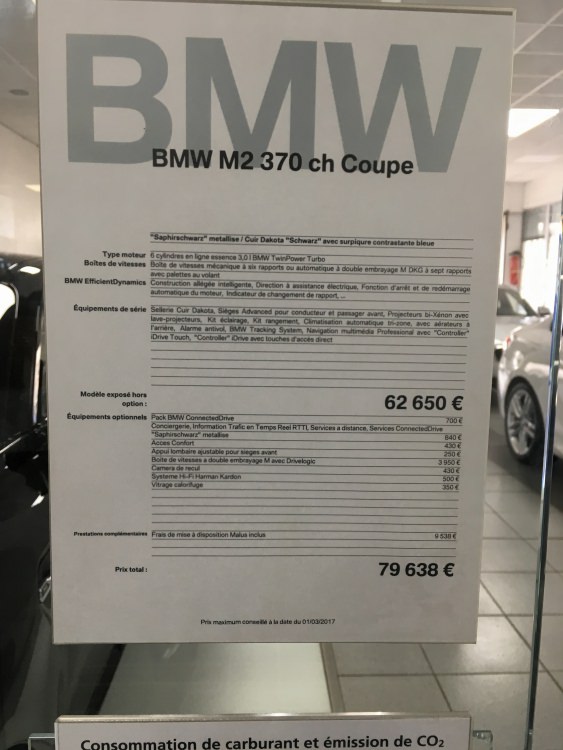 BMW
BMW M2 370 ch Coupe
"Saphirschwarz" metallise / Cuir Dakota "Schwarz" avec surpiqure contrastante bleue
Type moteur 6 cylindres en ligne essence 3,0 l BMW TwinPower Turbo
Boîtes de vitesses Boîte de vitesses mécanique à six rapports ou automatique à double embrayage M DKG à sept rapports
avec palettes au volant
BMW EfficientDynamics Construction allégée intelligente, Direction à assistance électrique, Fonction d'arrêt et de redémarrage
automatique du moteur, Indicateur de changement de rapport, ...
Équipements de série Sellerie Cuir Dakota, Sièges Advanced pour conducteur et passager avant, Projecteurs bi-Xénon avec
lave-projecteurs, Kit éclairage, Kit rangement, Climatisation automatique tri-zone, avec aérateurs à
l'arrière, Alarme antivol, BMW Tracking System, Navigation multimédia Professional avec "Controller"
iDrive Touch, "Controller" iDrive avec touches d'accès direct
Modèle exposé hors
option : 62 650 €
Équipements optionnels Pack BMW ConnectedDrive 700 €
Conciergerie, Information Trafic en Temps Reel RTTI, Services a distance, Services ConnectedDrive
"Saphirschwarz" metallise 840 €
Acces Confort 430 €
Appui lombaire ajustable pour sieges avant 250 €
Boite de vitesses a double embrayage M avec Drivelogic 3 950 €
Camera de recul 430 €
Systeme Hi-Fi Harman Kardon 500 €
Vitrage calorifuge 350 €
Prestations complémentaires Frais de mise à disposition Malus inclus 9 538 €
Prix total : 79 638 €
Prix maximum conseillé à la date du 01/03/2017
Consommation de carburant et émission de CO₂